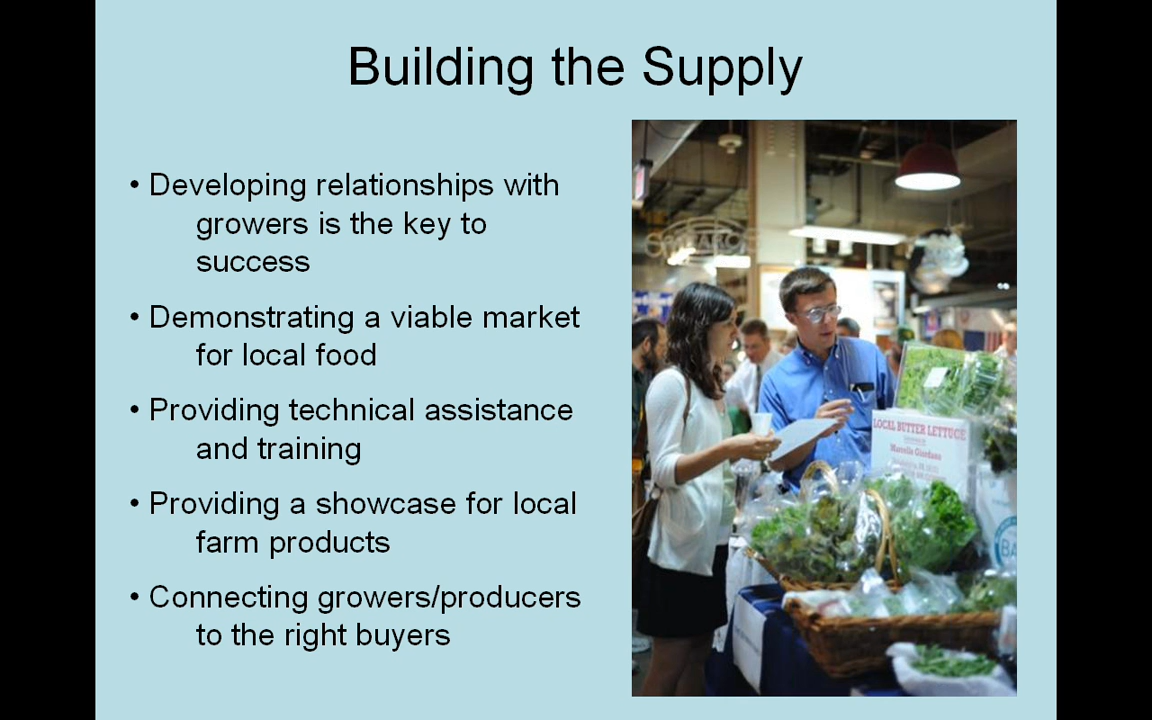 Building the Supply
• Developing relationships with
growers is the key to
success
• Demonstrating a viable market
for local food
• Providing technical assistance
and training
• Providing a showcase for local
farm products
• Connecting growers/producers
to the right buyers
LOCAL BUTTER LETTUCE